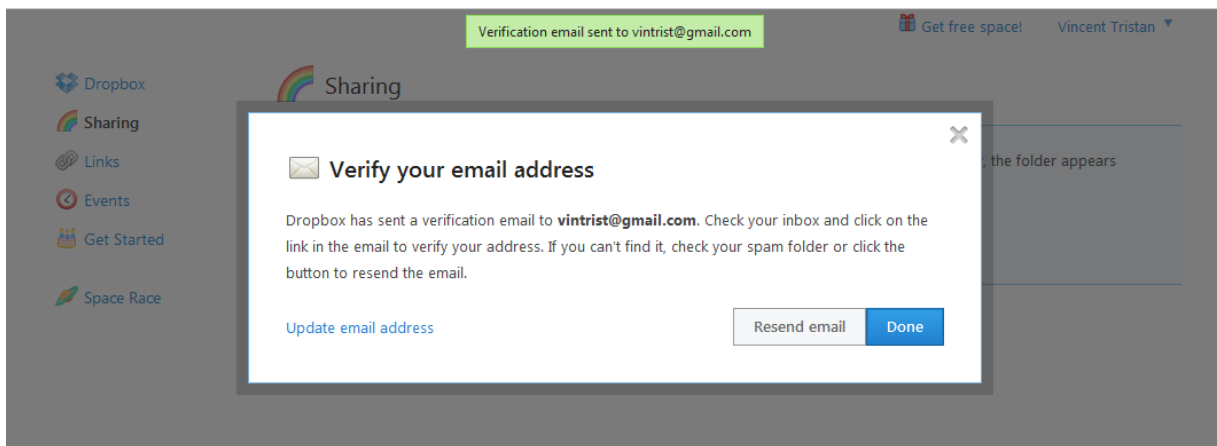 Verification email sent to vintrist@gmail.com
Get free space!
Vincent Tristan
Dropbox
Sharing
Links
Events
Get Started
Space Race
Sharing
, the folder appears
Verify your email address
Dropbox has sent a verification email to vintrist@gmail.com. Check your inbox and click on the
link in the email to verify your address. If you can't find it, check your spam folder or click the
button to resend the email.
Update email address
Resend email
Done